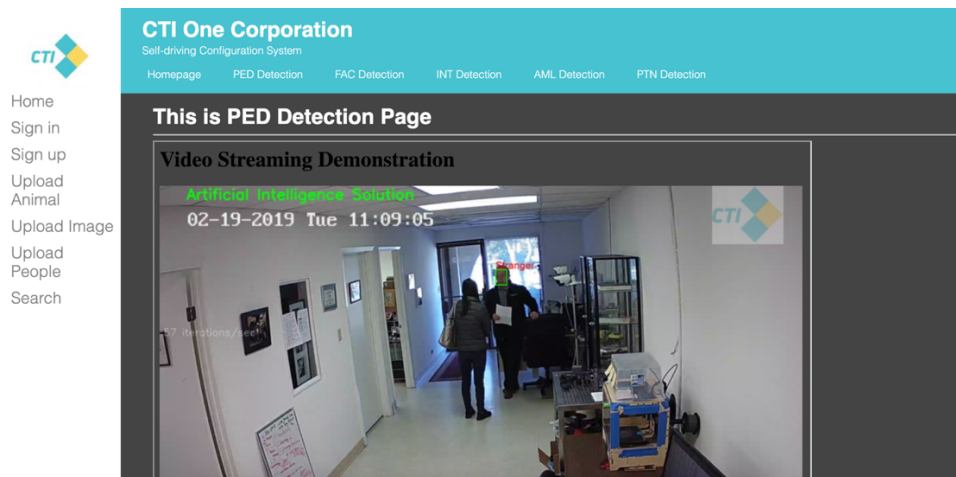 CTI
Home
Sign in
Sign up
Upload
Animal
Upload Image
Upload
People
Search
CTI One Corporation
Self-driving Configuration System
Homepage
PED Detection
FAC Detection
INT Detection
AML Detection
PTN Detection
This is PED Detection Page
Video Streaming Demonstration
Artificial Intelligence Solution
02-19-2019 Tue 11:09:05
CTI
Stranger
57 iterations/sec